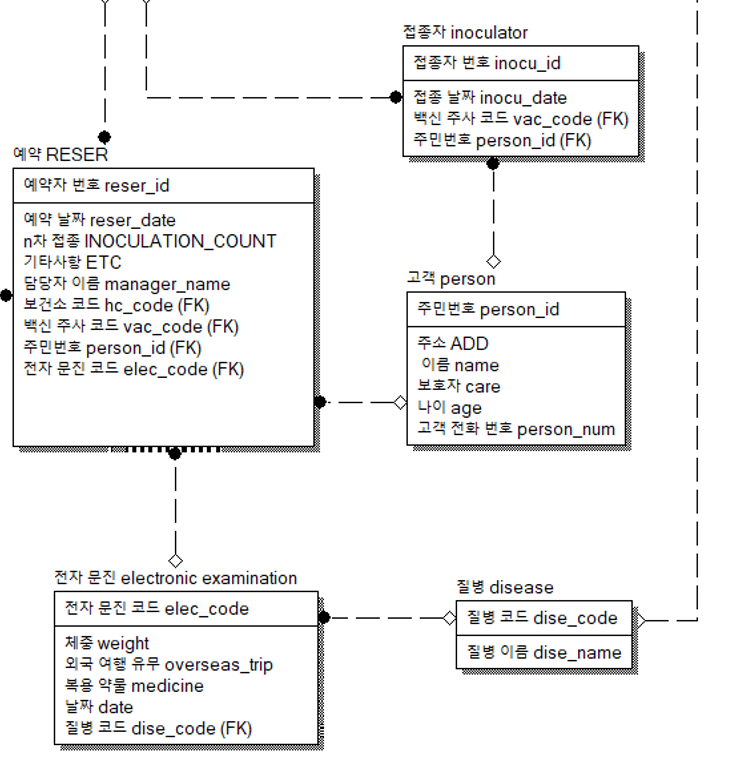 접종자 inoculator
접종자 번호 inocu_id
접종 날짜 inocu_date
백신 주사 코드 vac_code (FK)
주민번호 person_id (FK)
예약 RESER
예약자 번호 reser_id
예약 날짜 reser_date
n차 접종 INOCULATION_COUNT
기타사항 ETC
담당자 이름 manager_name
보건소 코드 hc_code (FK)
백신 주사 코드 vac_code (FK)
주민번호 person_id (FK)
전자 문진 코드 elec_code (FK)
고객 person
주민번호 person_id
주소 ADD
이름 name
보호자 care
나이 age
고객 전화 번호 person_num
전자 문진 electronic examination
전자 문진 코드 elec_code
체중 weight
외국 여행 유무 overseas_trip
복용 약물 medicine
날짜 date
질병 코드 dise_code (FK)
질병 disease
질병 코드 dise_code
질병 이름 dise_name